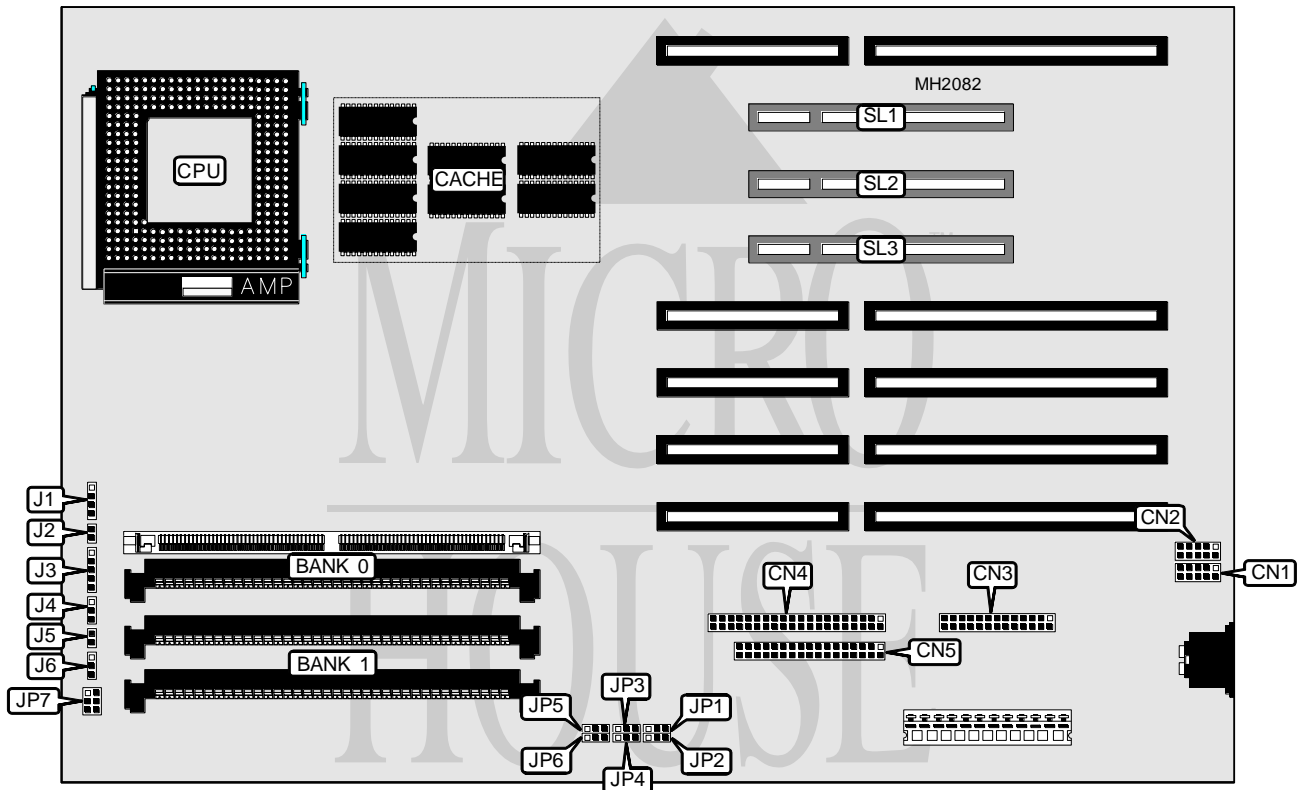 MH2082
SL1
CPU
CACHE
SL2
SL3
AMP
MICRO
™
HOUSE
J1
J2
J3
J4
J5
J6
JP7
BANK 0
BANK 1
CN2
CN1
CN4
CN3
CN5
JP3
JP5
JP1
JP6
JP2
JP4